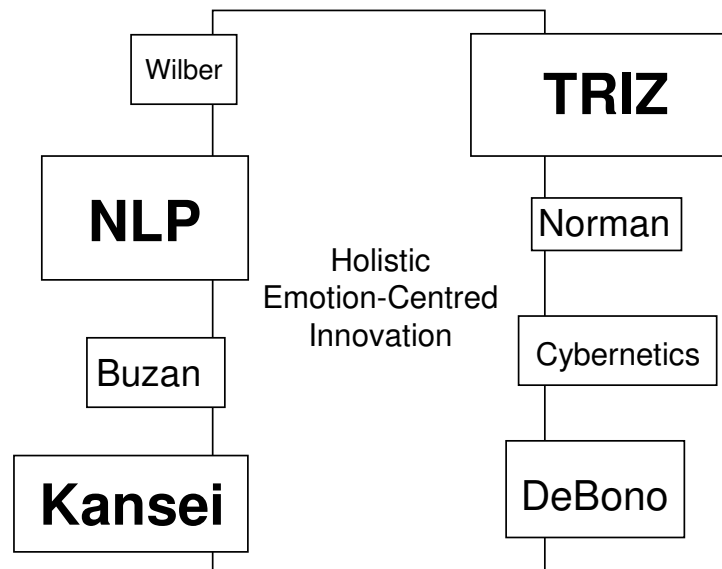 Wilber
TRIZ
NLP
Norman
Holistic
Emotion-Centred
Innovation
Cybernetics
Buzan
Kansei
DeBono